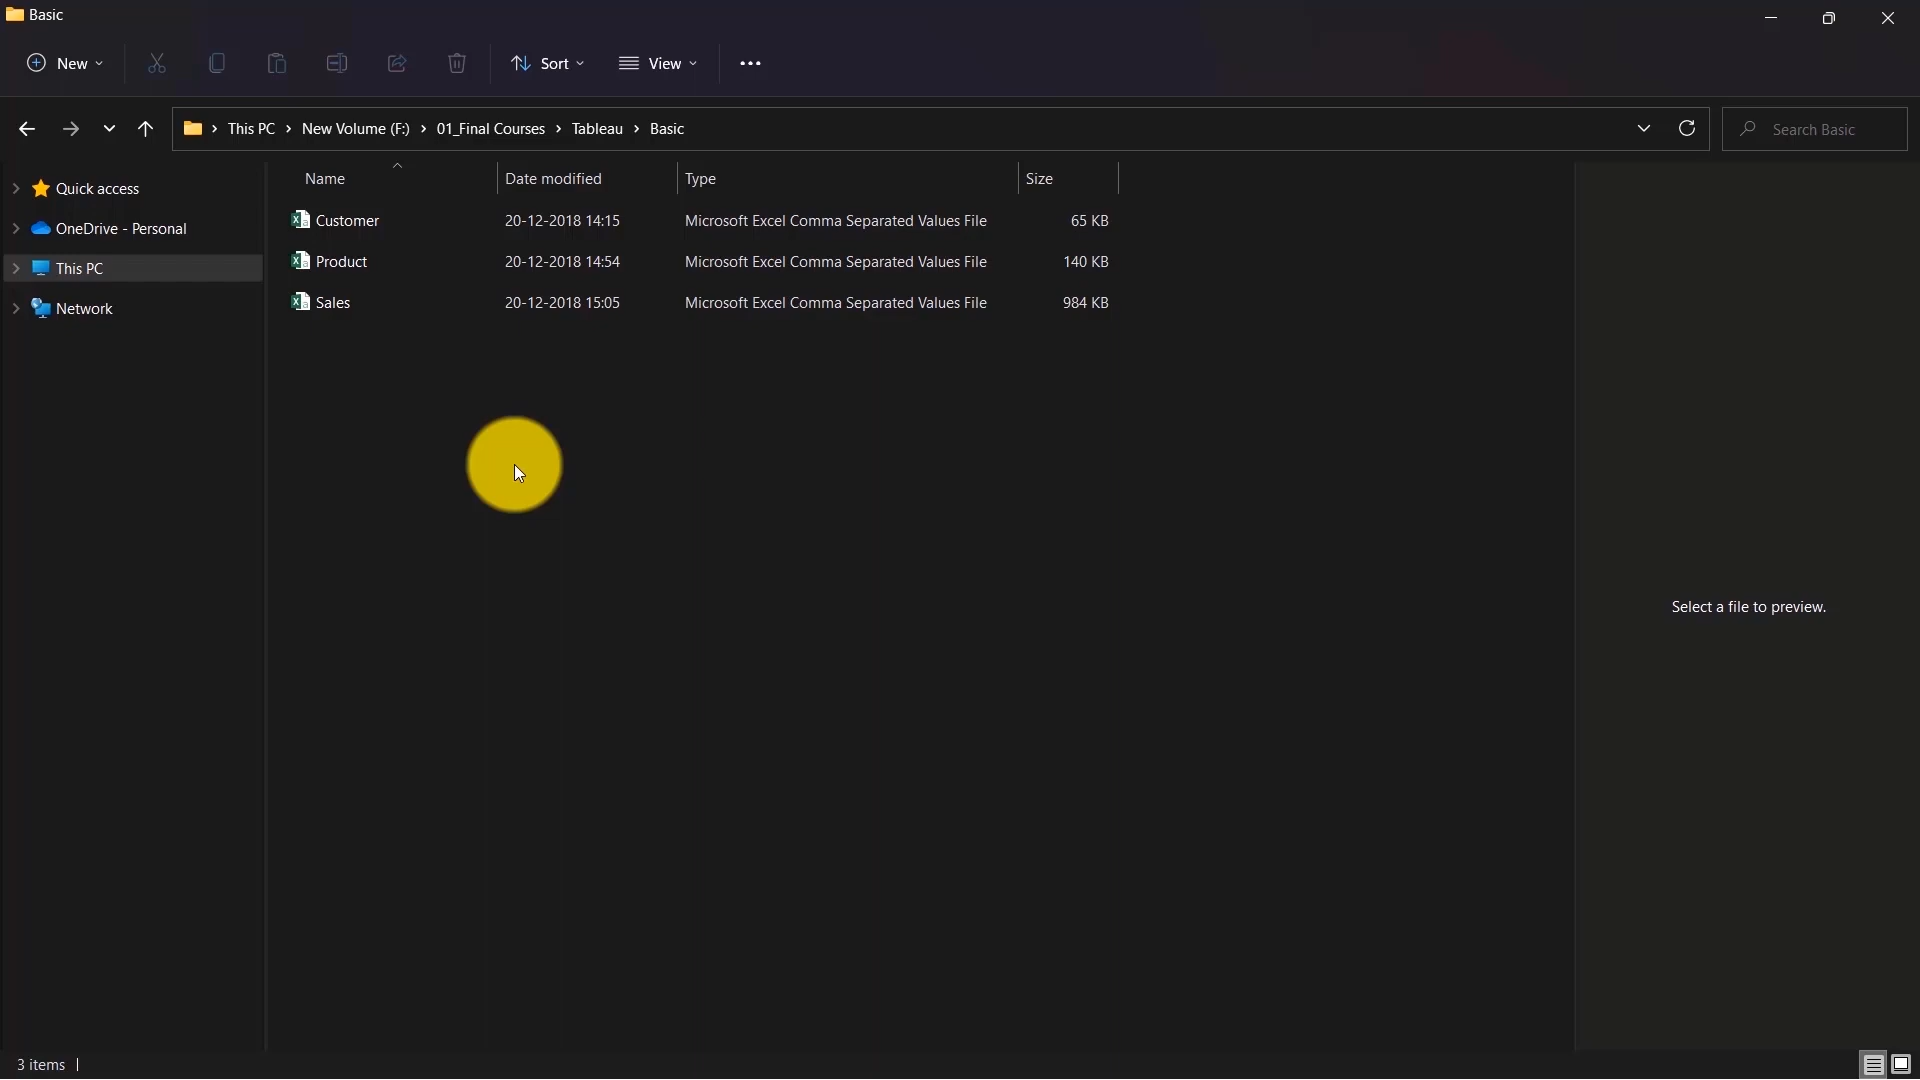 Basic
New
Sort
View
This PC > New Volume (F:) > 01_Final Courses > Tableau > Basic
Search Basic
Quick access
OneDrive - Personal
This PC
Network
Name Date modified Type Size
Customer 20-12-2018 14:15 Microsoft Excel Comma Separated Values File 65 KB
Product 20-12-2018 14:54 Microsoft Excel Comma Separated Values File 140 KB
Sales 20-12-2018 15:05 Microsoft Excel Comma Separated Values File 984 KB
Select a file to preview.
3 items